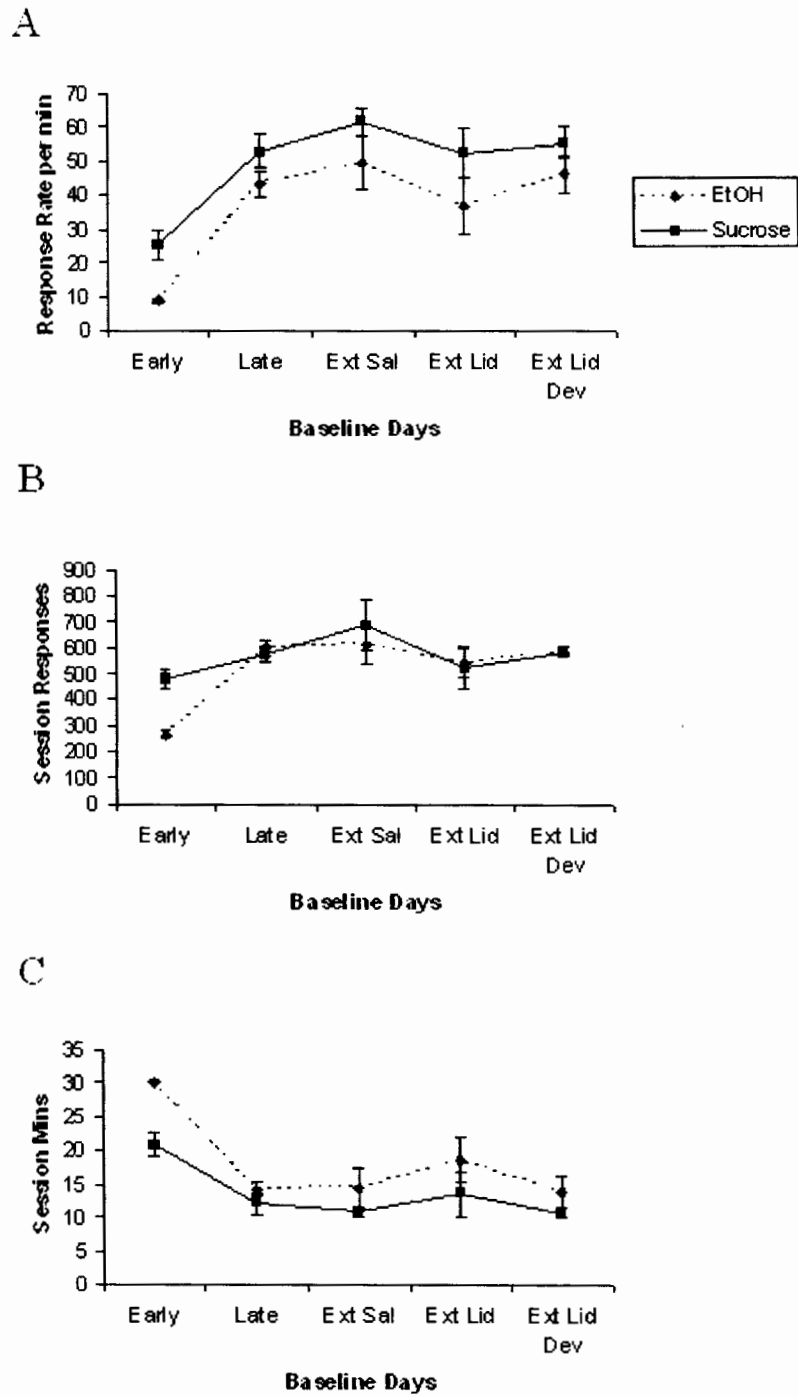 A
70
60
50
40
30
20
10
0
Response Rate per min
Early Late Ext Sal Ext Lid Ext Lid
Dev
Baseline Days
EtOH
Sucrose
B
900
800
700
600
500
400
300
200
100
0
Session Responses
Early Late Ext Sal Ext Lid Ext Lid
Dev
Baseline Days
C
35
30
25
20
15
10
5
0
Session Mins
Early Late Ext Sal Ext Lid Ext Lid
Dev
Baseline Days